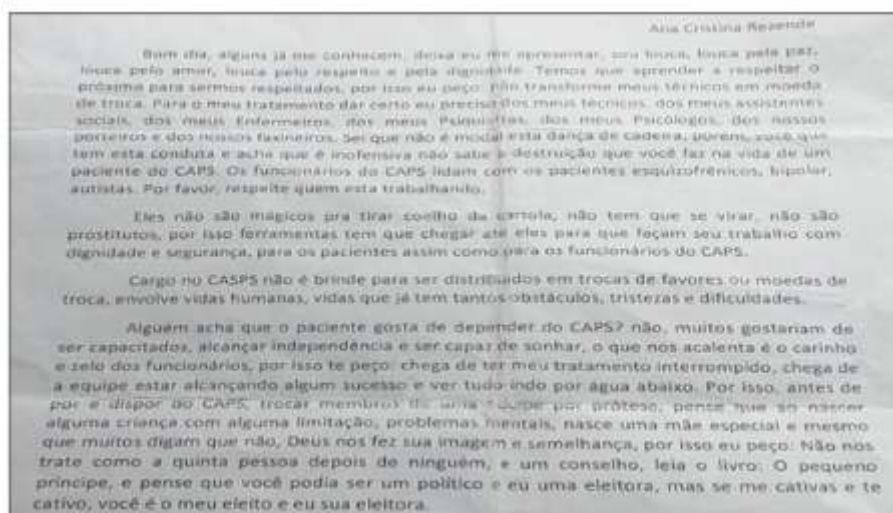 Ana Cristina Rezende
Bom dia, alguns já me conhecem, deixa eu me apresentar, sou louca, louca pela paz,
louca pelo amor, louca pelo respeito e pela dignidade. Temos que aprender a respeitar o
próximo para sermos respeitados, por isso eu peço: não transforme meus técnicos em moeda
de troca. Para o meu tratamento dar certo eu preciso dos meus técnicos, dos meus assistentes
sociais, dos meus Enfermeiros, dos meus Psiquiatras, dos meus Psicólogos, dos nossos
porteiros e dos nossos faxineiros. Sei que não é modal esta dança de cadeira, porem, você que
tem esta conduta e acha que é inofensiva não sabe a destruição que você faz na vida de um
paciente do CAPS. Os funcionários do CAPS lidam com os pacientes esquizofrênicos, bipolar,
autistas. Por favor, respeite quem esta trabalhando.
Eles não são mágicos pra tirar coelho da cartola, não tem que se virar, não são
prostitutos, por isso ferramentas tem que chegar até eles para que façam seu trabalho com
dignidade e segurança, para os pacientes assim como para os funcionários do CAPS.
Cargo no CASPS não é brinde para ser distribuídos em trocas de favores ou moedas de
troca, envolve vidas humanas, vidas que já tem tantos obstáculos, tristezas e dificuldades.
Alguém acha que o paciente gosta de depender do CAPS? não, muitos gostariam de
ser capacitados, alcançar independência e ser capaz de sonhar, o que nos acalenta é o carinho
e zelo dos funcionários, por isso te peço: chega de ter meu tratamento interrompido, chega de
a equipe estar alcançando algum sucesso e ver tudo indo por água abaixo. Por isso, antes de
por e dispor do CAPS, trocar membros de uma equipe por prótese, pense que ao nascer
alguma criança com alguma limitação, problemas mentais, nasce uma mãe especial e mesmo
que muitos digam que não, Deus nos fez sua imagem e semelhança, por isso eu peço: Não nos
trate como a quinta pessoa depois de ninguém, e um conselho, leia o livro: O pequeno
príncipe, e pense que você podia ser um político e eu uma eleitora, mas se me cativas e te
cativo, você é o meu eleito e eu sua eleitora.